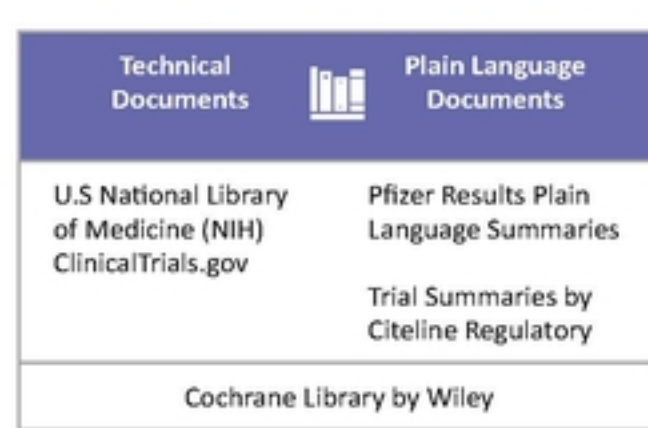 Technical
Documents
Plain Language
Documents
U.S National Library
of Medicine (NIH)
ClinicalTrials.gov
Pfizer Results Plain
Language Summaries
Trial Summaries by
Citeline Regulatory
Cochrane Library by Wiley